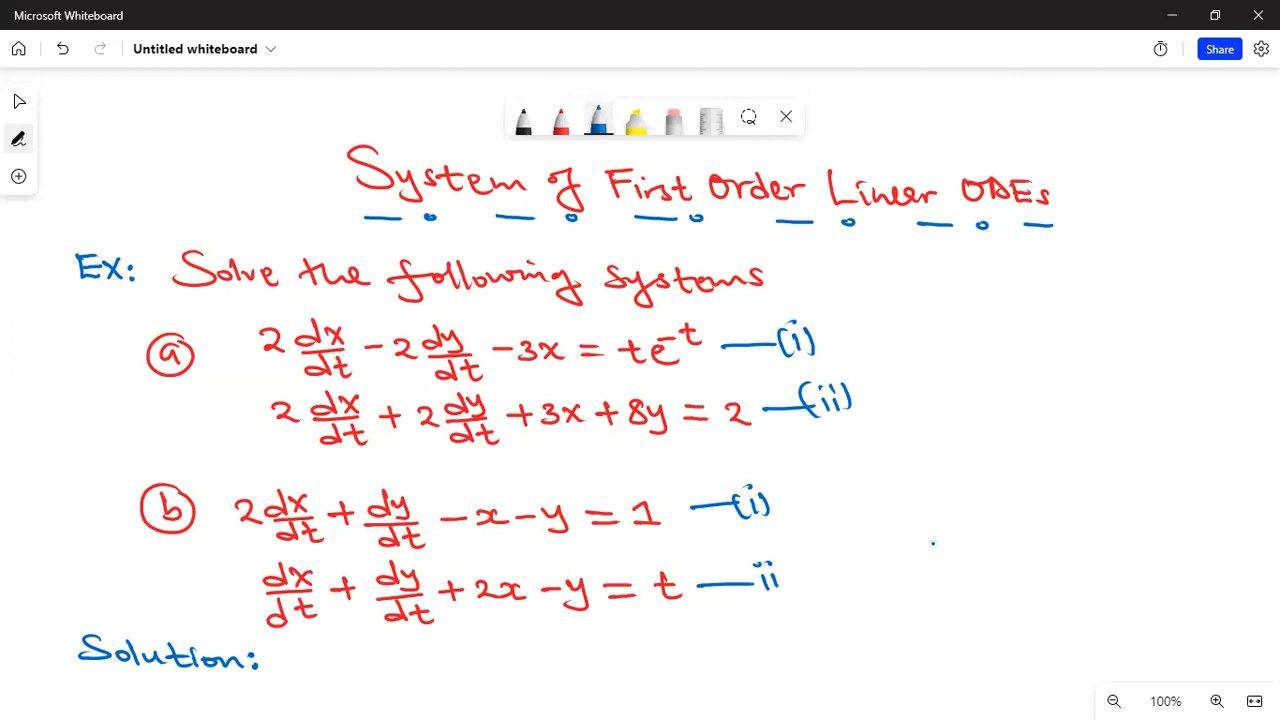 Microsoft Whiteboard
Untitled whiteboard
Share
System of First Order Linear ODEs
Ex: Solve the following systems
(a) 2 dx/dt - 2 dy/dt - 3x = te^-t —(i)
2 dx/dt + 2 dy/dt + 3x + 8y = 2 —(ii)
(b) 2 dx/dt + dy/dt - x - y = 1 —(i)
dx/dt + dy/dt + 2x - y = t —ii
Solution:
100%